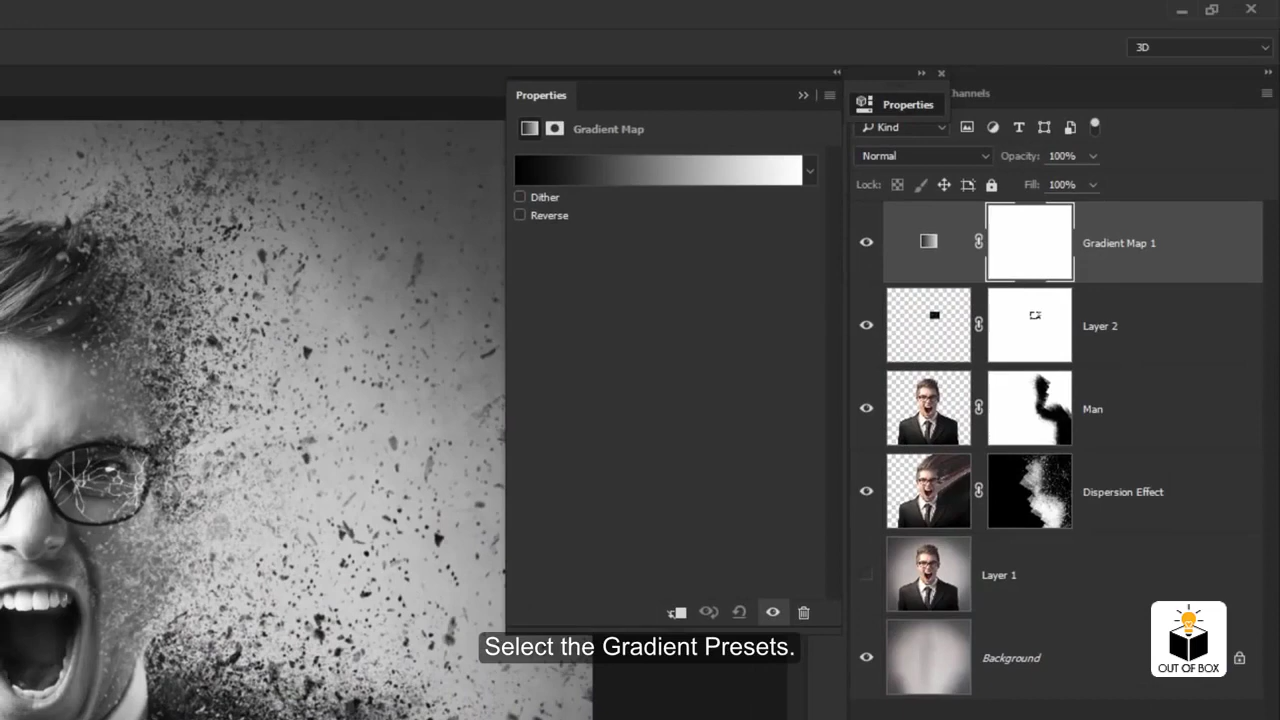 3D
Properties
Properties
hannels
Gradient Map
Kind
Normal
Opacity: 100%
Dither
Reverse
Lock:
Fill: 100%
Gradient Map 1
Layer 2
Man
Dispersion Effect
Layer 1
Background
Select the Gradient Presets.
OUT OF BOX